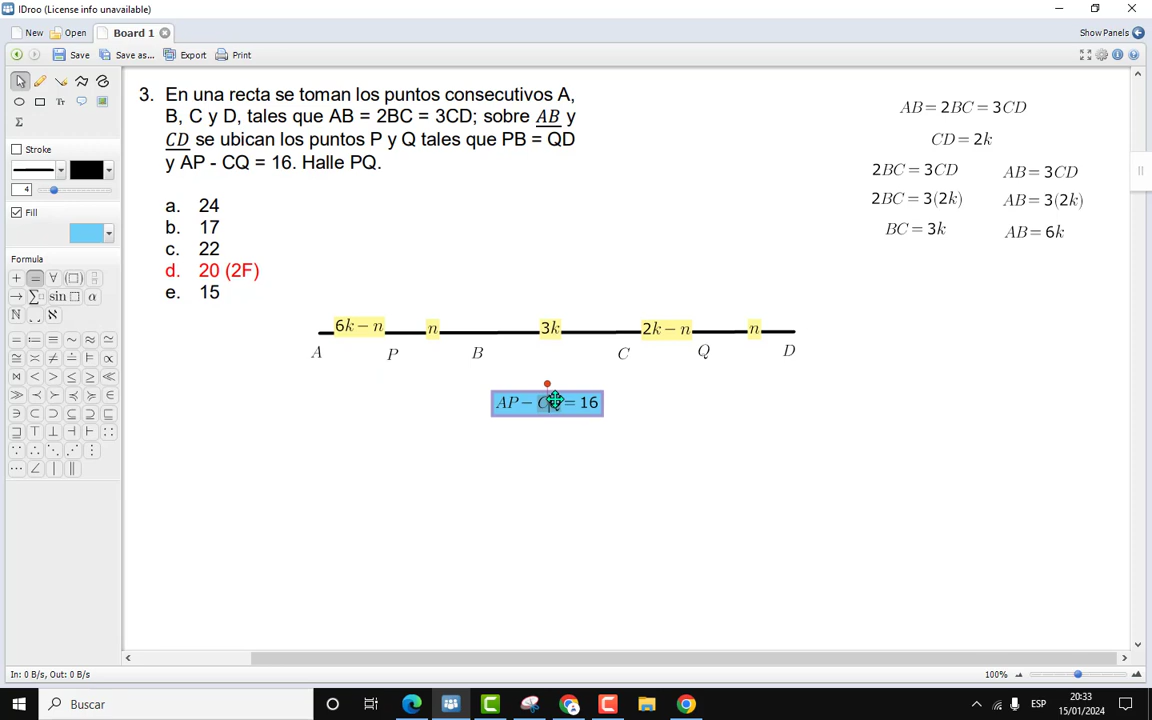 IDroo (License info unavailable)
New Open Board 1 Show Panels
Save Save as... Export Print
Stroke
4
Fill
Formula
3. En una recta se toman los puntos consecutivos A,
B, C y D, tales que AB = 2BC = 3CD; sobre AB y
CD se ubican los puntos P y Q tales que PB = QD
y AP - CQ = 16. Halle PQ.
a. 24
b. 17
c. 22
d. 20 (2F)
e. 15
AB = 2BC = 3CD
CD = 2k
2BC = 3CD AB = 3CD
2BC = 3(2k) AB = 3(2k)
BC = 3k AB = 6k
6k − n n 3k 2k − n n
A P B C Q D
AP − C = 16
In: 0 B/s, Out: 0 B/s 100%
Buscar ESP 20:33
15/01/2024